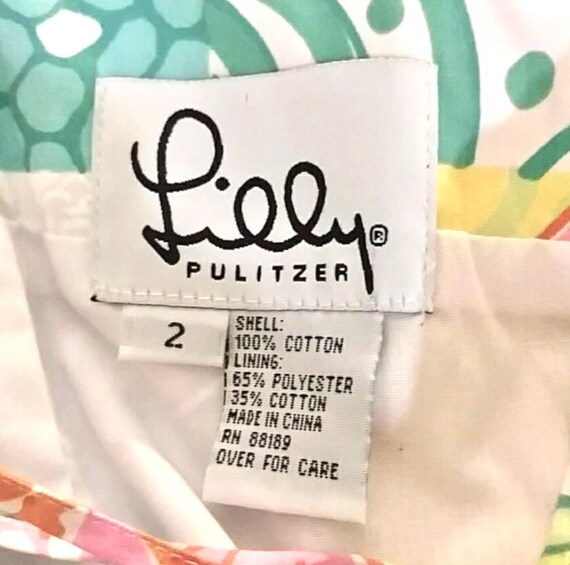 Lilly®
PULITZER
2
SHELL:
100% COTTON
LINING:
65% POLYESTER
35% COTTON
MADE IN CHINA
RN 88189
OVER FOR CARE